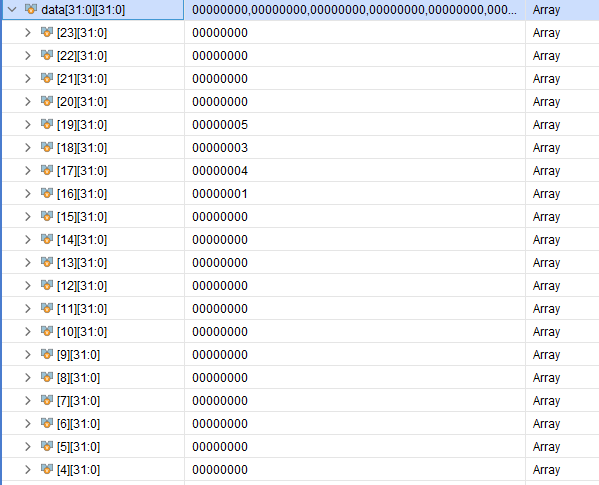 data[31:0][31:0] 00000000,00000000,00000000,00000000,00000000,000... Array
[23][31:0] 00000000 Array
[22][31:0] 00000000 Array
[21][31:0] 00000000 Array
[20][31:0] 00000000 Array
[19][31:0] 00000005 Array
[18][31:0] 00000003 Array
[17][31:0] 00000004 Array
[16][31:0] 00000001 Array
[15][31:0] 00000000 Array
[14][31:0] 00000000 Array
[13][31:0] 00000000 Array
[12][31:0] 00000000 Array
[11][31:0] 00000000 Array
[10][31:0] 00000000 Array
[9][31:0] 00000000 Array
[8][31:0] 00000000 Array
[7][31:0] 00000000 Array
[6][31:0] 00000000 Array
[5][31:0] 00000000 Array
[4][31:0] 00000000 Array